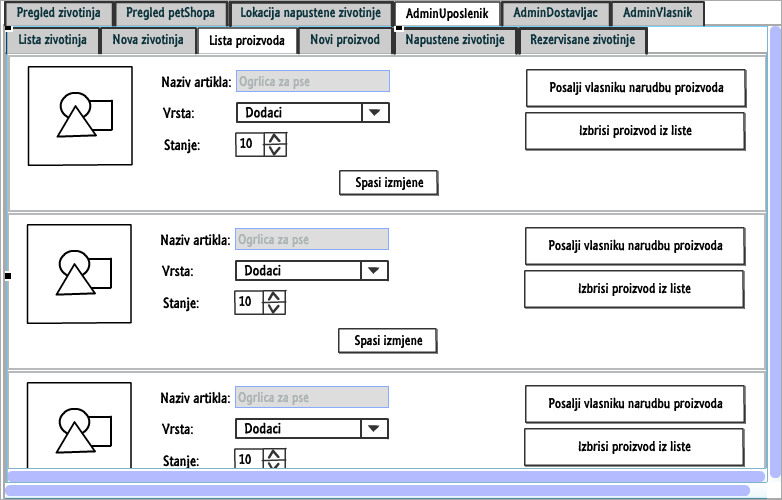 Pregled zivotinja Pregled petShopa Lokacija napustene zivotinje AdminUposlenik AdminDostavljac AdminVlasnik
Lista zivotinja Nova zivotinja Lista proizvoda Novi proizvod Napustene zivotinje Rezervisane zivotinje
Naziv artikla: Ogrlica za pse Posalji vlasniku narudbu proizvoda
Vrsta: Dodaci Izbrisi proizvod iz liste
Stanje: 10
Spasi izmjene
Naziv artikla: Ogrlica za pse Posalji vlasniku narudbu proizvoda
Vrsta: Dodaci Izbrisi proizvod iz liste
Stanje: 10
Spasi izmjene
Naziv artikla: Ogrlica za pse Posalji vlasniku narudbu proizvoda
Vrsta: Dodaci Izbrisi proizvod iz liste
Stanje: 10